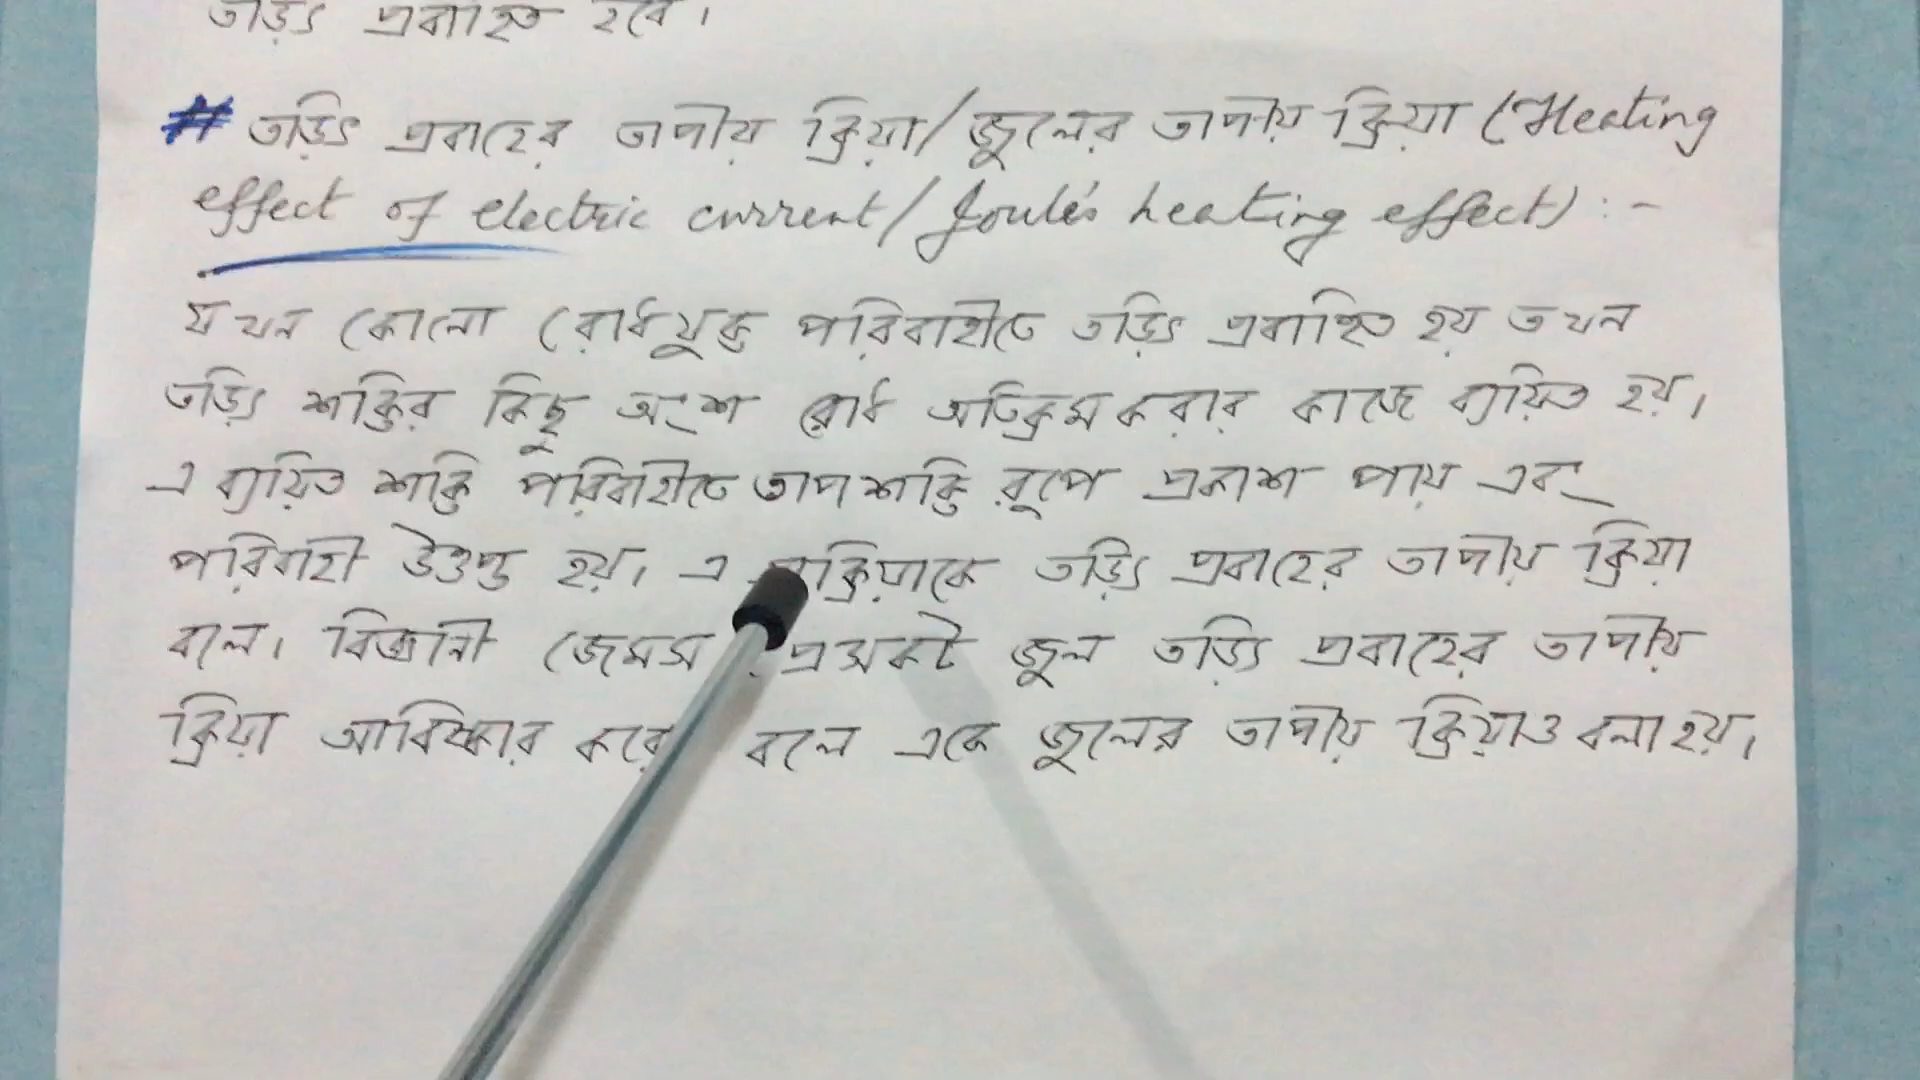 তড়িৎ প্রবাহিত হবে।
# তড়িৎ প্রবাহের তাপীয় ক্রিয়া/জুলের তাপীয় ক্রিয়া (Heating
effect of electric current/Joule's heating effect) :-
যখন কোনো রোধযুক্ত পরিবাহীতে তড়িৎ প্রবাহিত হয় তখন
তড়িৎ শক্তির কিছু অংশ রোধ অতিক্রম করার কাজে ব্যয়িত হয়।
এ ব্যয়িত শক্তি পরিবাহীতে তাপশক্তি রূপে প্রকাশ পায় এবং
পরিবাহী উত্তপ্ত হয়। এ প্রক্রিয়াকে তড়িৎ প্রবাহের তাপীয় ক্রিয়া
বলে। বিজ্ঞানী জেমস প্রেসকট জুল তড়িৎ প্রবাহের তাপীয়
ক্রিয়া আবিষ্কার করে বলে একে জুলের তাপীয় ক্রিয়াও বলা হয়।